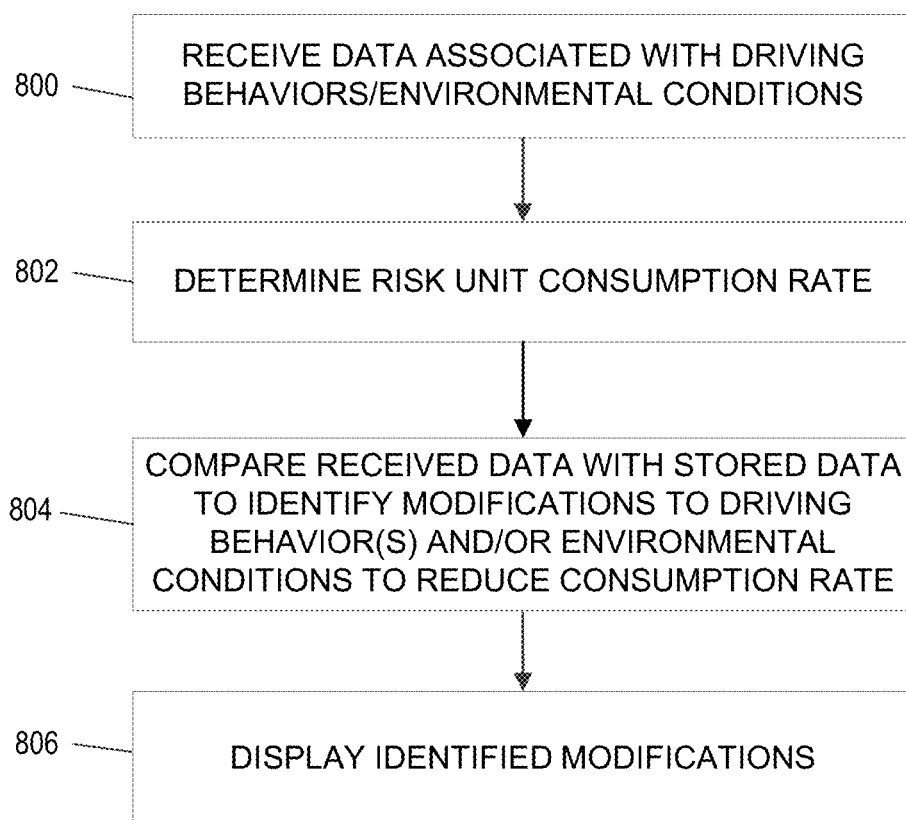 800
RECEIVE DATA ASSOCIATED WITH DRIVING
BEHAVIORS/ENVIRONMENTAL CONDITIONS
802
DETERMINE RISK UNIT CONSUMPTION RATE
804
COMPARE RECEIVED DATA WITH STORED DATA
TO IDENTIFY MODIFICATIONS TO DRIVING
BEHAVIOR(S) AND/OR ENVIRONMENTAL
CONDITIONS TO REDUCE CONSUMPTION RATE
806
DISPLAY IDENTIFIED MODIFICATIONS